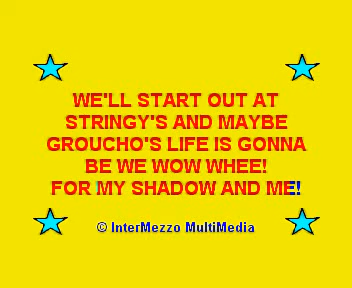 WE'LL START OUT AT
STRINGY'S AND MAYBE
GROUCHO'S LIFE IS GONNA
BE WE WOW WHEE!
FOR MY SHADOW AND ME!
© InterMezzo MultiMedia